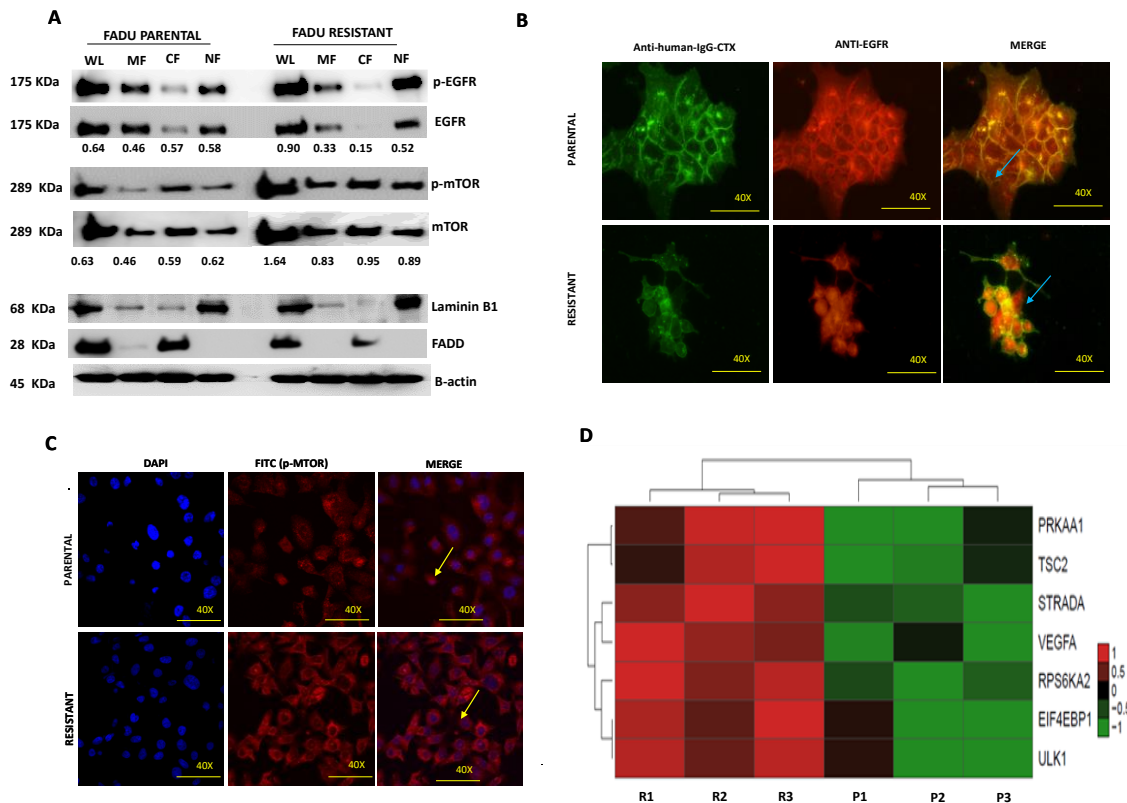 A
FADU PARENTAL
FADU RESISTANT
WL MF CF NF WL MF CF NF
175 KDa p-EGFR
175 KDa EGFR
0.64 0.46 0.57 0.58 0.90 0.33 0.15 0.52
289 KDa p-mTOR
289 KDa mTOR
0.63 0.46 0.59 0.62 1.64 0.83 0.95 0.89
68 KDa Laminin B1
28 KDa FADD
45 KDa B-actin
B
Anti-human-IgG-CTX ANTI-EGFR MERGE
PARENTAL
40X 40X 40X
RESISTANT
40X 40X 40X
C
DAPI FITC (p-MTOR) MERGE
PARENTAL
40X 40X 40X
RESISTANT
40X 40X 40X
D
PRKAA1
TSC2
STRADA
VEGFA
RPS6KA2
EIF4EBP1
ULK1
1
0.5
0
−0.5
−1
R1 R2 R3 P1 P2 P3